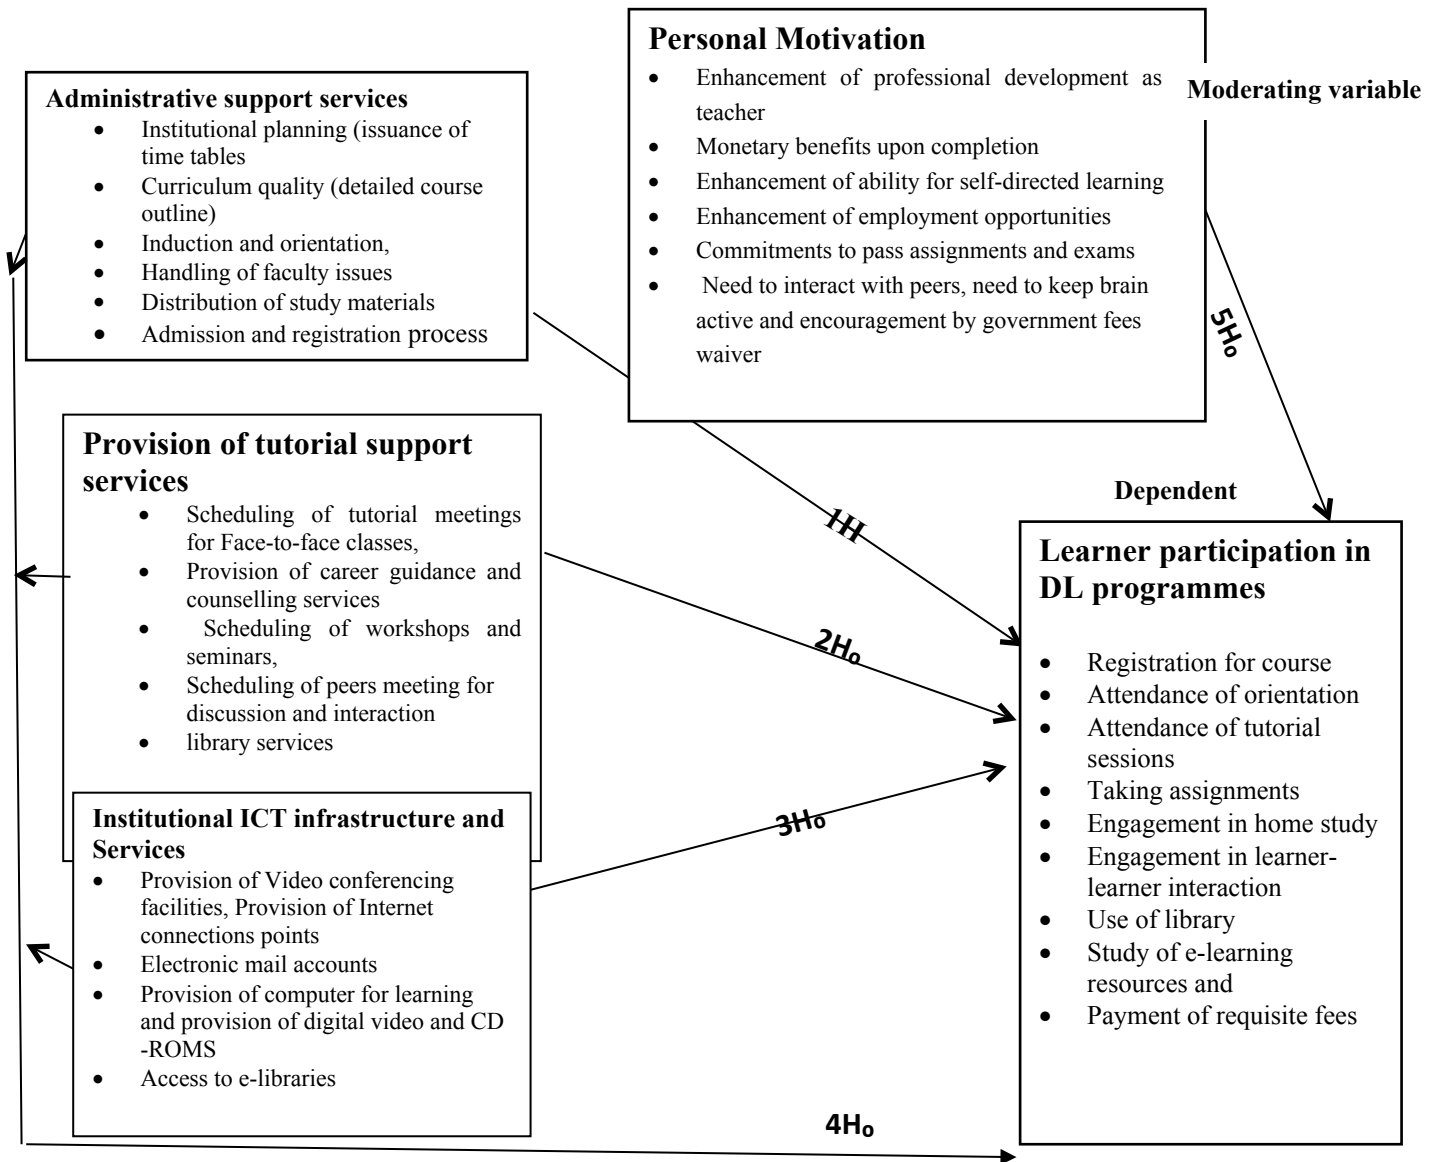 Personal Motivation
• Enhancement of professional development as
teacher
• Monetary benefits upon completion
• Enhancement of ability for self-directed learning
• Enhancement of employment opportunities
• Commitments to pass assignments and exams
• Need to interact with peers, need to keep brain
active and encouragement by government fees
waiver
Moderating variable
Administrative support services
• Institutional planning (issuance of
time tables
• Curriculum quality (detailed course
outline)
• Induction and orientation,
• Handling of faculty issues
• Distribution of study materials
• Admission and registration process
5H₀
Provision of tutorial support
services
• Scheduling of tutorial meetings
for Face-to-face classes,
• Provision of career guidance and
counselling services
• Scheduling of workshops and
seminars,
• Scheduling of peers meeting for
discussion and interaction
• library services
1H
2H₀
3H₀
Dependent
Learner participation in
DL programmes
• Registration for course
• Attendance of orientation
• Attendance of tutorial
sessions
• Taking assignments
• Engagement in home study
• Engagement in learner-
learner interaction
• Use of library
• Study of e-learning
resources and
• Payment of requisite fees
Institutional ICT infrastructure and
Services
• Provision of Video conferencing
facilities, Provision of Internet
connections points
• Electronic mail accounts
• Provision of computer for learning
and provision of digital video and CD
-ROMS
• Access to e-libraries
4H₀